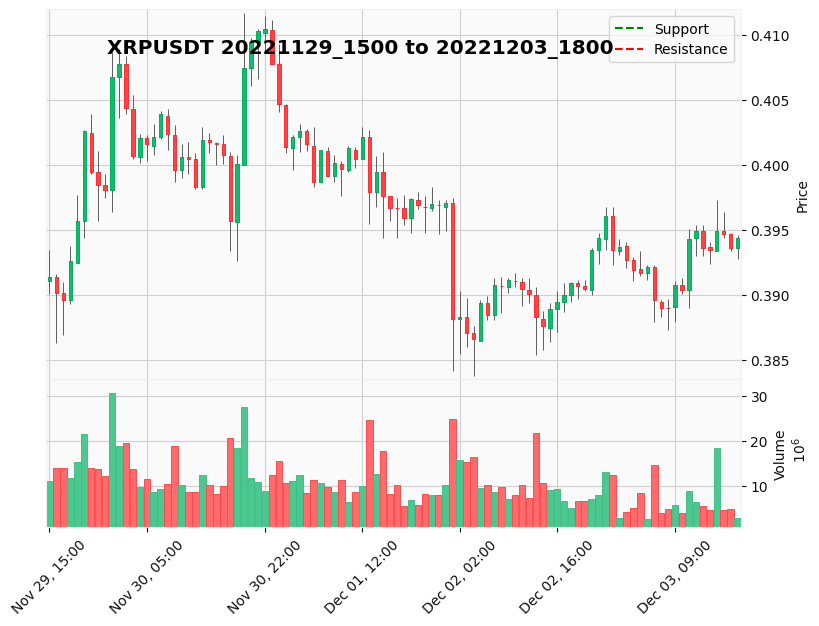 XRPUSDT 20221129_1500 to 20221203_1800
Support
Resistance
0.410
0.405
0.400
0.395
0.390
0.385
Price
30
20
10
Volume
10^6
Nov 29, 15:00
Nov 30, 05:00
Nov 30, 22:00
Dec 01, 12:00
Dec 02, 02:00
Dec 02, 16:00
Dec 03, 09:00